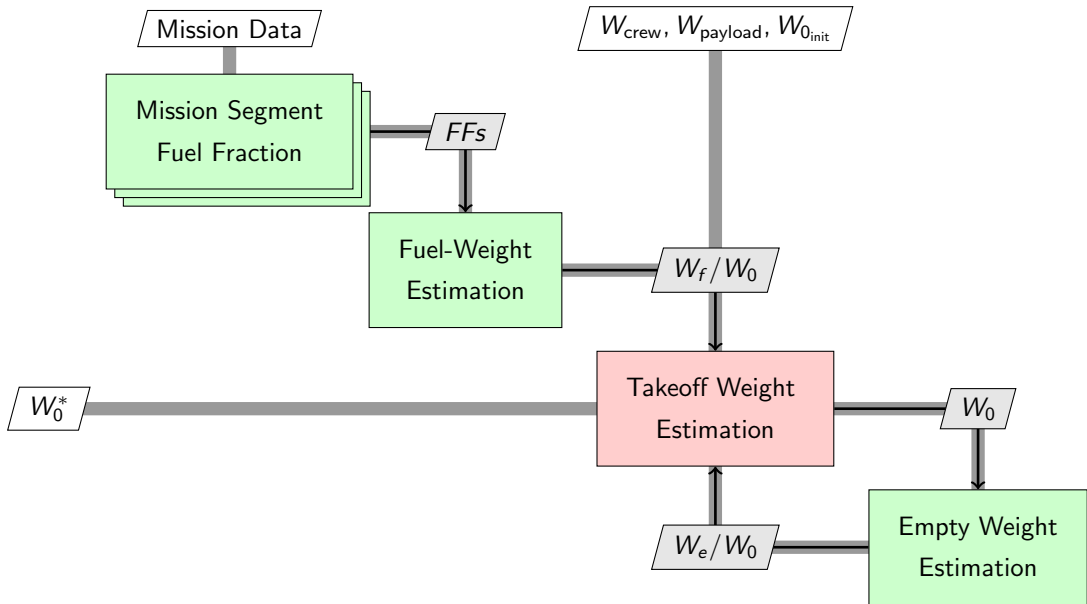 Mission Data
W_crew, W_payload, W_0_init
Mission Segment
Fuel Fraction
FFs
Fuel-Weight
Estimation
W_f/W_0
Takeoff Weight
Estimation
W_0^*
W_0
W_e/W_0
Empty Weight
Estimation